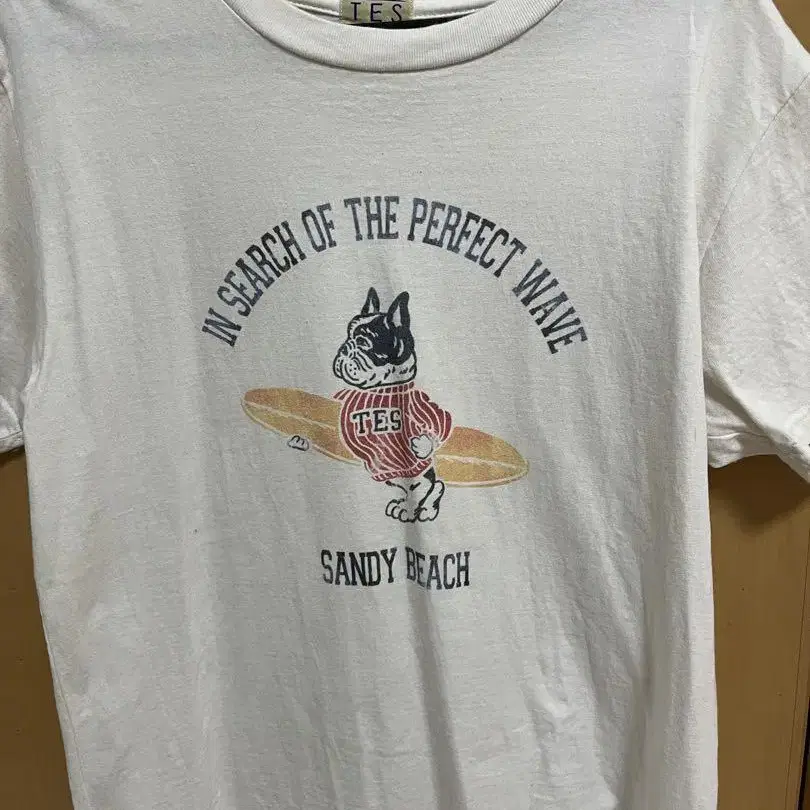 TES
IN SEARCH OF THE PERFECT WAVE
TES
SANDY BEACH